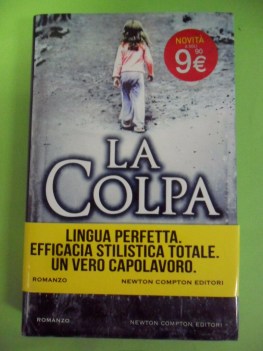 NOVITÀ
9,90 €
LA
COLPA
LINGUA PERFETTA.
EFFICACIA STILISTICA TOTALE.
UN VERO CAPOLAVORO.
ROMANZO NEWTON COMPTON EDITORI
ROMANZO NEWTON COMPTON EDITORI